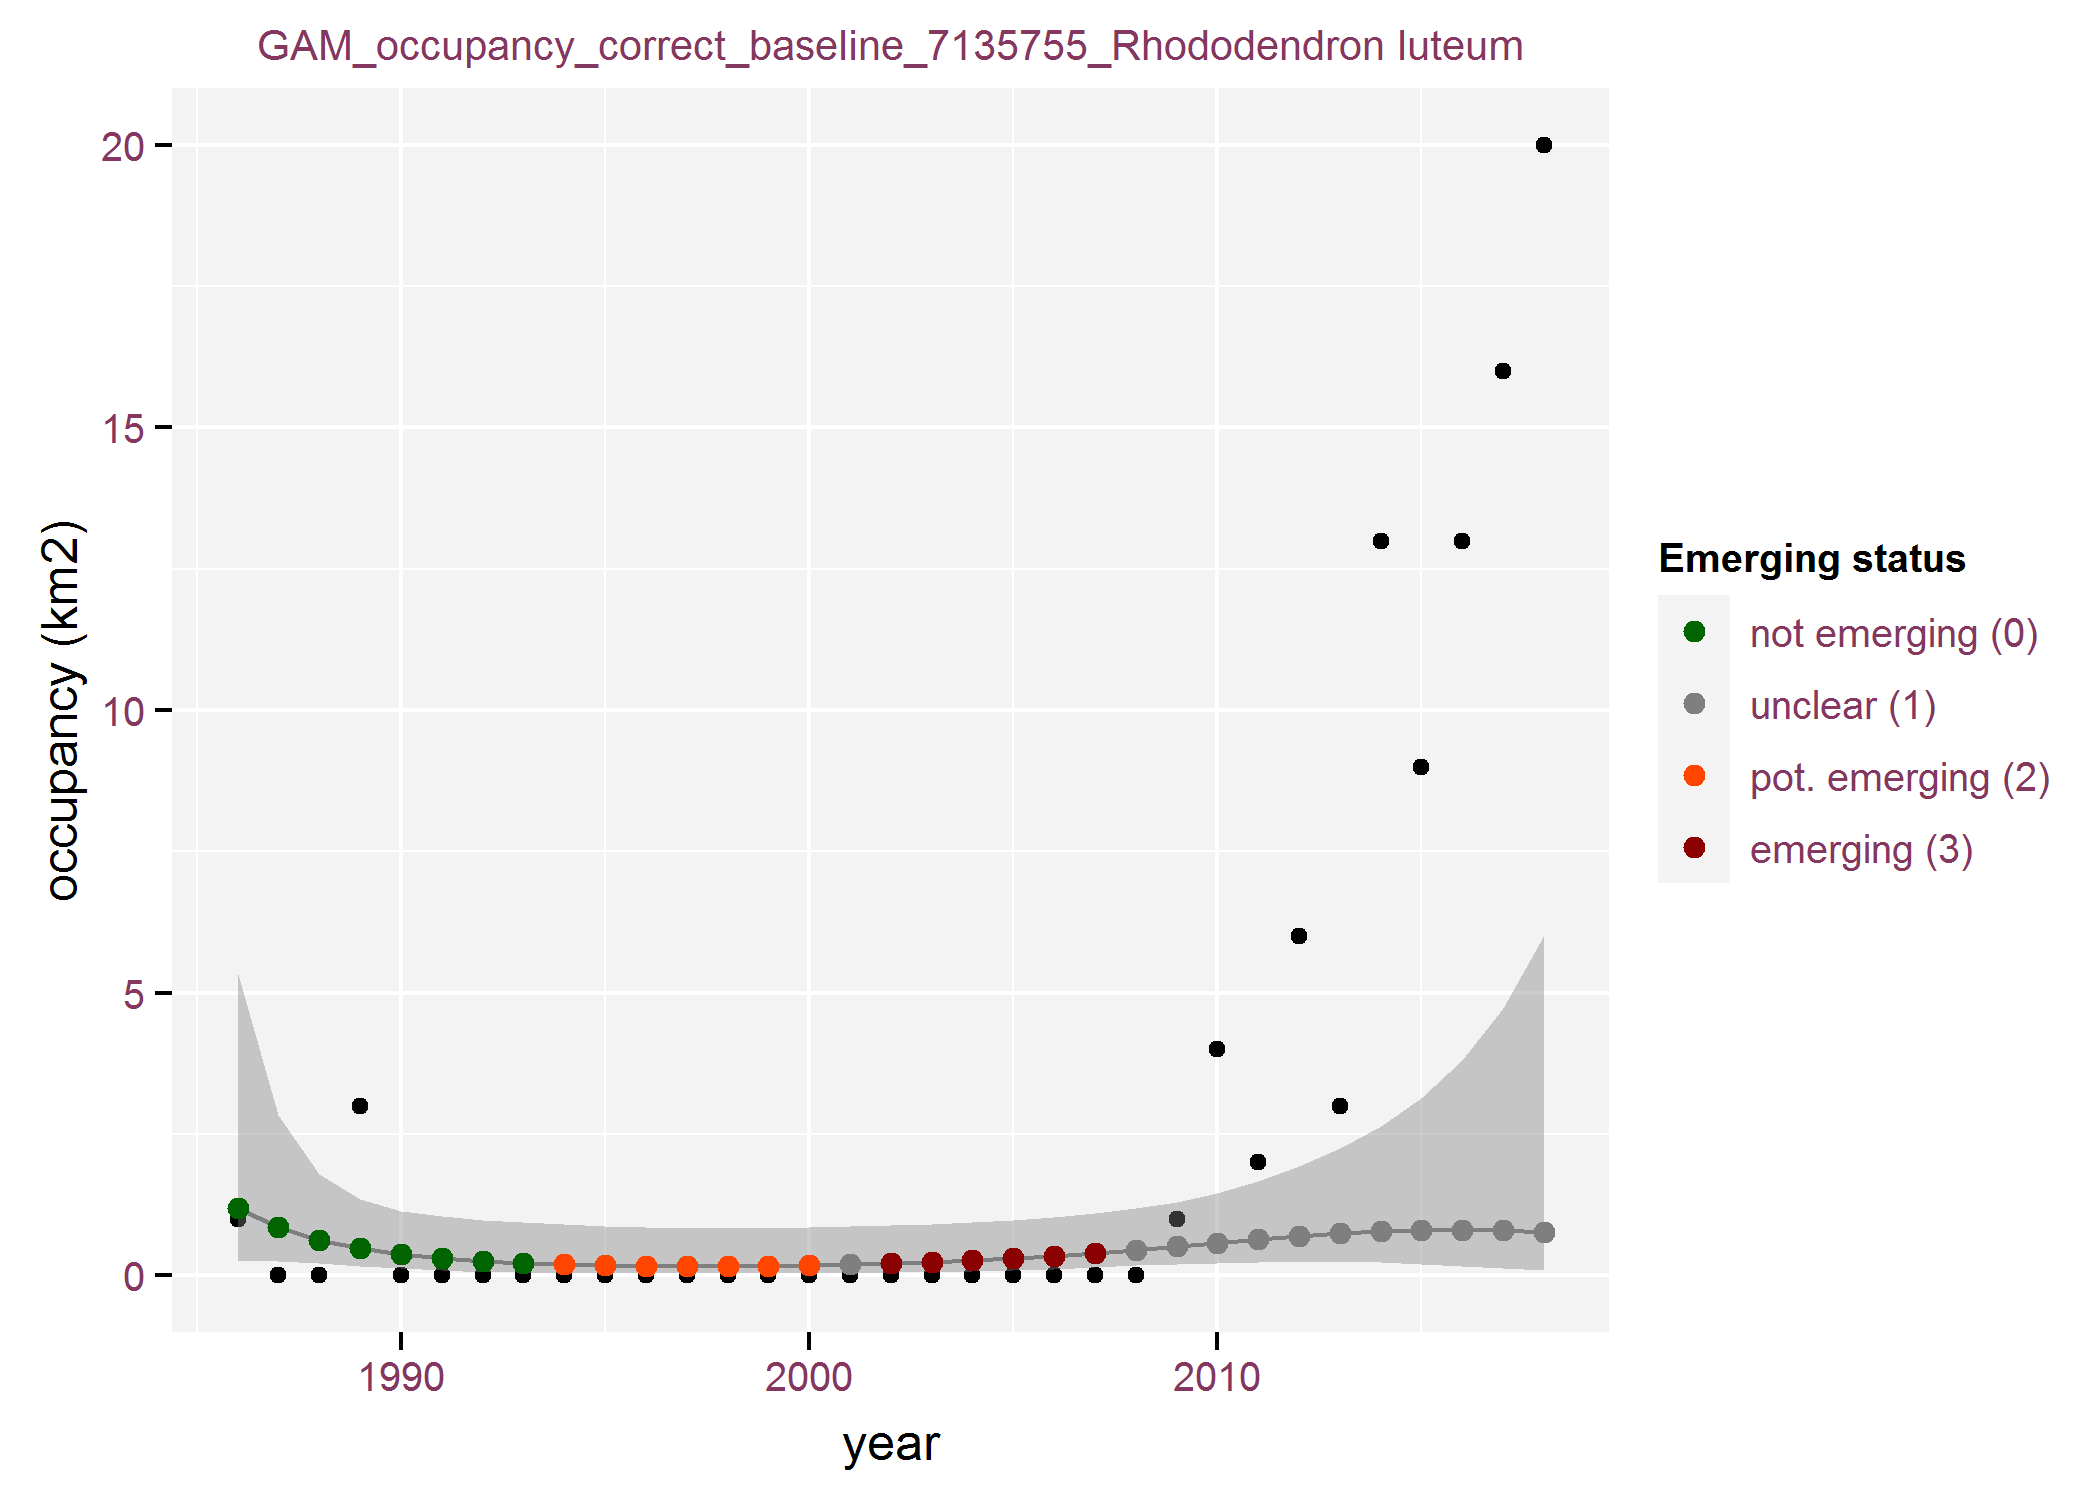 GAM_occupancy_correct_baseline_7135755_Rhododendron luteum
20
15
10
5
0
occupancy (km2)
1990
2000
2010
year
Emerging status
not emerging (0)
unclear (1)
pot. emerging (2)
emerging (3)